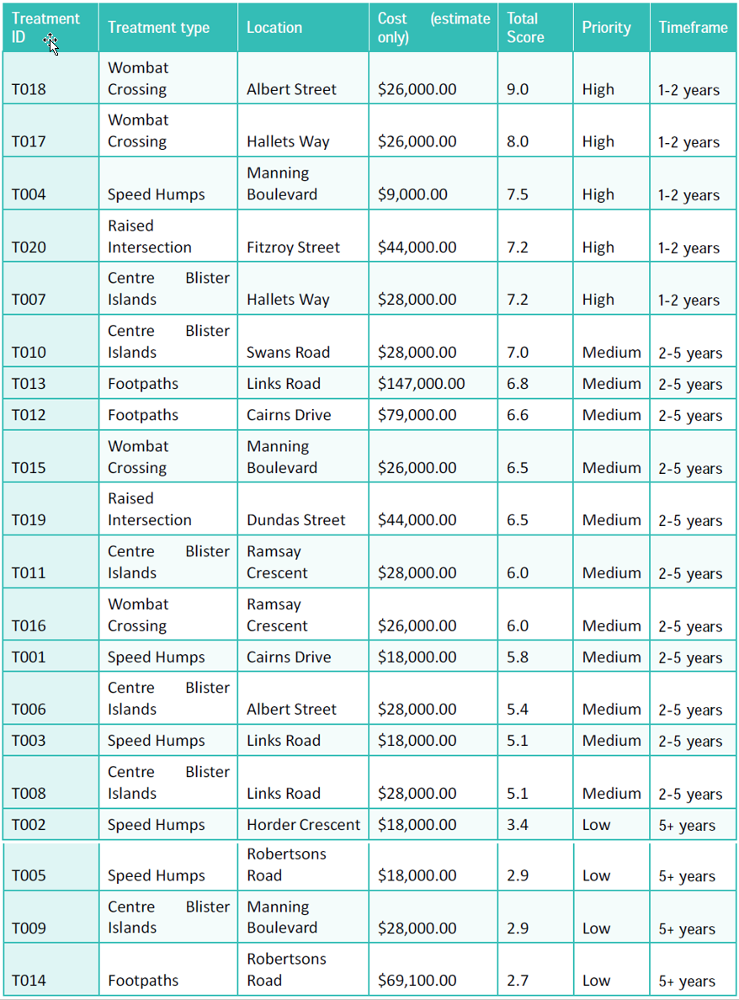 Treatment ID | Treatment type | Location | Cost (estimate only) | Total Score | Priority | Timeframe
T018 | Wombat Crossing | Albert Street | $26,000.00 | 9.0 | High | 1-2 years
T017 | Wombat Crossing | Hallets Way | $26,000.00 | 8.0 | High | 1-2 years
T004 | Speed Humps | Manning Boulevard | $9,000.00 | 7.5 | High | 1-2 years
T020 | Raised Intersection | Fitzroy Street | $44,000.00 | 7.2 | High | 1-2 years
T007 | Centre Blister Islands | Hallets Way | $28,000.00 | 7.2 | High | 1-2 years
T010 | Centre Blister Islands | Swans Road | $28,000.00 | 7.0 | Medium | 2-5 years
T013 | Footpaths | Links Road | $147,000.00 | 6.8 | Medium | 2-5 years
T012 | Footpaths | Cairns Drive | $79,000.00 | 6.6 | Medium | 2-5 years
T015 | Wombat Crossing | Manning Boulevard | $26,000.00 | 6.5 | Medium | 2-5 years
T019 | Raised Intersection | Dundas Street | $44,000.00 | 6.5 | Medium | 2-5 years
T011 | Centre Blister Islands | Ramsay Crescent | $28,000.00 | 6.0 | Medium | 2-5 years
T016 | Wombat Crossing | Ramsay Crescent | $26,000.00 | 6.0 | Medium | 2-5 years
T001 | Speed Humps | Cairns Drive | $18,000.00 | 5.8 | Medium | 2-5 years
T006 | Centre Blister Islands | Albert Street | $28,000.00 | 5.4 | Medium | 2-5 years
T003 | Speed Humps | Links Road | $18,000.00 | 5.1 | Medium | 2-5 years
T008 | Centre Blister Islands | Links Road | $28,000.00 | 5.1 | Medium | 2-5 years
T002 | Speed Humps | Horder Crescent | $18,000.00 | 3.4 | Low | 5+ years
T005 | Speed Humps | Robertsons Road | $18,000.00 | 2.9 | Low | 5+ years
T009 | Centre Blister Islands | Manning Boulevard | $28,000.00 | 2.9 | Low | 5+ years
T014 | Footpaths | Robertsons Road | $69,100.00 | 2.7 | Low | 5+ years